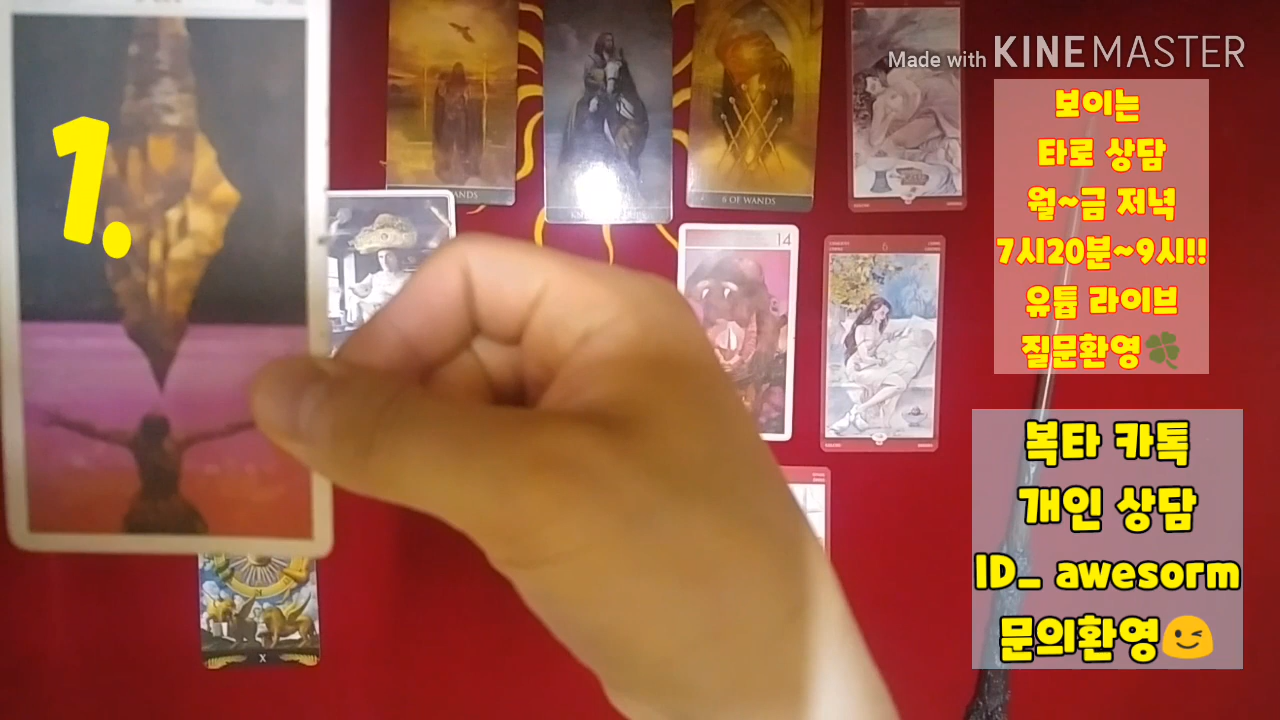 Made with KINEMASTER
1.
보이는
타로 상담
월~금 저녁
7시20분~9시!!
유튭 라이브
질문환영🍀
복타 카톡
개인 상담
ID_ awesorm
문의환영😉
WANDS
8 OF WANDS
14
6
X